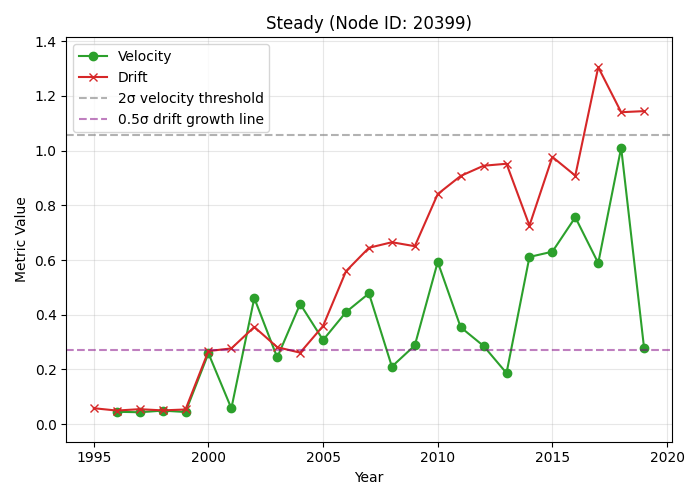 Steady (Node ID: 20399)
Velocity
Drift
2σ velocity threshold
0.5σ drift growth line
Metric Value
1.4
1.2
1.0
0.8
0.6
0.4
0.2
0.0
1995 2000 2005 2010 2015 2020
Year